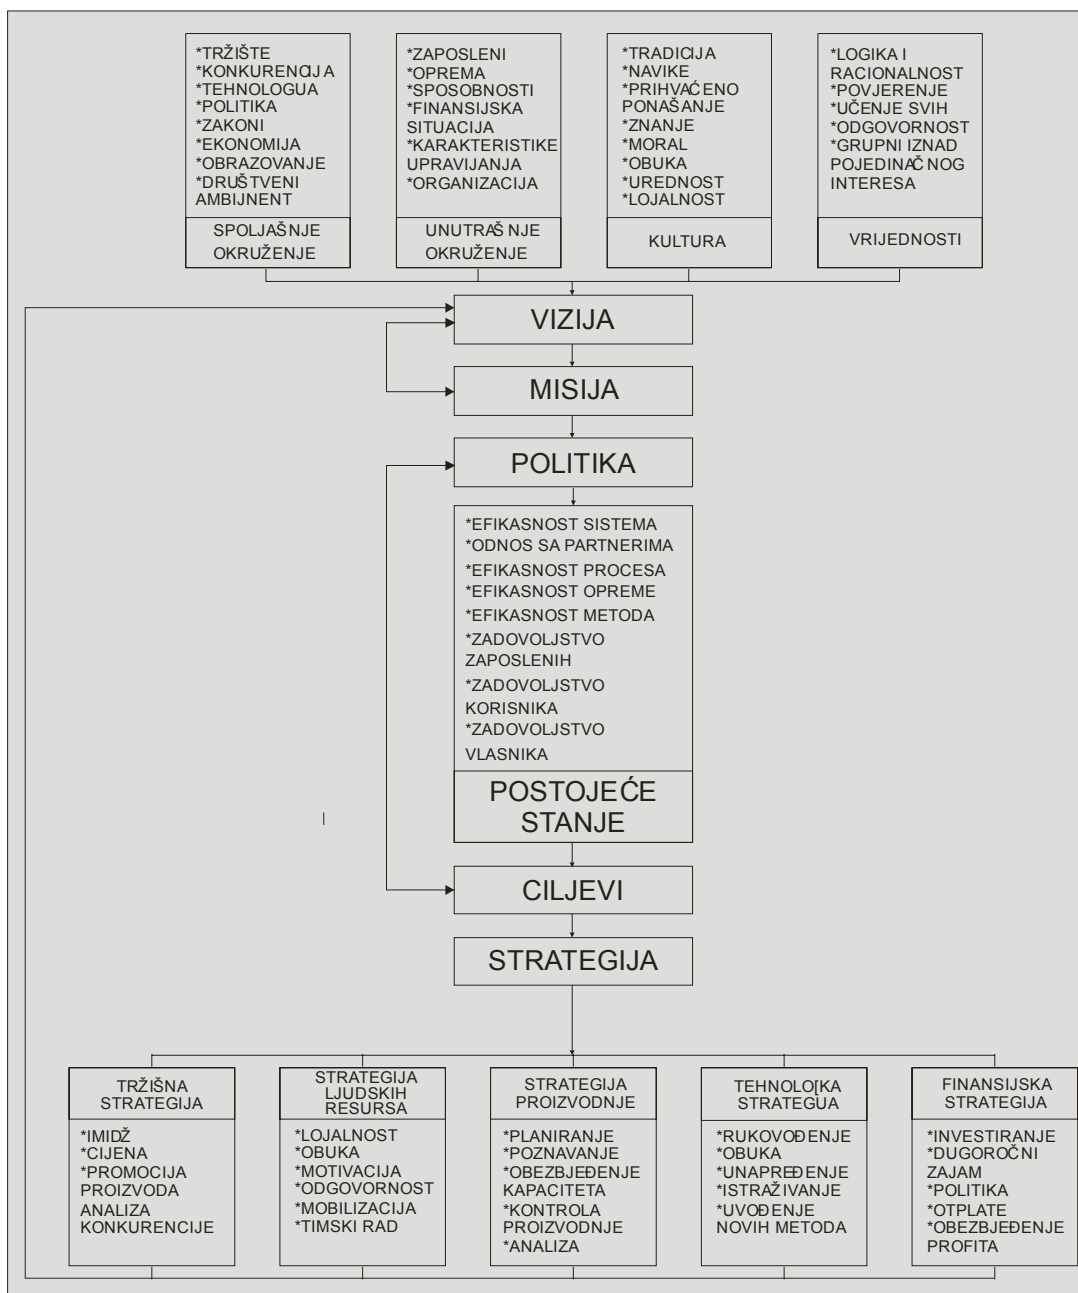 *TRŽIŠTE
*KONKURENCIJA
*TEHNOLOGUA
*POLITIKA
*ZAKONI
*EKONOMIJA
*OBRAZOVANJE
*DRUŠTVENI
AMBIJNENT
SPOLJAŠNJE
OKRUŽENJE
*ZAPOSLENI
*OPREMA
*SPOSOBNOSTI
*FINANSIJSKA
SITUACIJA
*KARAKTERISTIKE
UPRAVIJANJA
*ORGANIZACIJA
UNUTRAŠNJE
OKRUŽENJE
*TRADICIJA
*NAVIKE
*PRIHVAĆENO
PONAŠANJE
*ZNANJE
*MORAL
*OBUKA
*UREDNOST
*LOJALNOST
KULTURA
*LOGIKA I
RACIONALNOST
*POVJERENJE
*UČENJE SVIH
*ODGOVORNOST
*GRUPNI IZNAD
POJEDINAČNOG
INTERESA
VRIJEDNOSTI
VIZIJA
MISIJA
POLITIKA
*EFIKASNOST SISTEMA
*ODNOS SA PARTNERIMA
*EFIKASNOST PROCESA
*EFIKASNOST OPREME
*EFIKASNOST METODA
*ZADOVOLJSTVO
ZAPOSLENIH
*ZADOVOLJSTVO
KORISNIKA
*ZADOVOLJSTVO
VLASNIKA
POSTOJEĆE
STANJE
CILJEVI
STRATEGIJA
TRŽIŠNA
STRATEGIJA
*IMIDŽ
*CIJENA
*PROMOCIJA
PROIZVODA
ANALIZA
KONKURENCIJE
STRATEGIJA
LJUDSKIH
RESURSA
*LOJALNOST
*OBUKA
*MOTIVACIJA
*ODGOVORNOST
*MOBILIZACIJA
*TIMSKI RAD
STRATEGIJA
PROIZVODNJE
*PLANIRANJE
*POZNAVANJE
*OBEZBJEĐENJE
KAPACITETA
*KONTROLA
PROIZVODNJE
*ANALIZA
TEHNOLO[KA
STRATEGUA
*RUKOVOĐENJE
*OBUKA
*UNAPREĐENJE
*ISTRAŽIVANJE
*UVOĐENJE
NOVIH METODA
FINANSIJSKA
STRATEGIJA
*INVESTIRANJE
*DUGOROČNI
ZAJAM
*POLITIKA
*OTPLATE
*OBEZBJEĐENJE
PROFITA